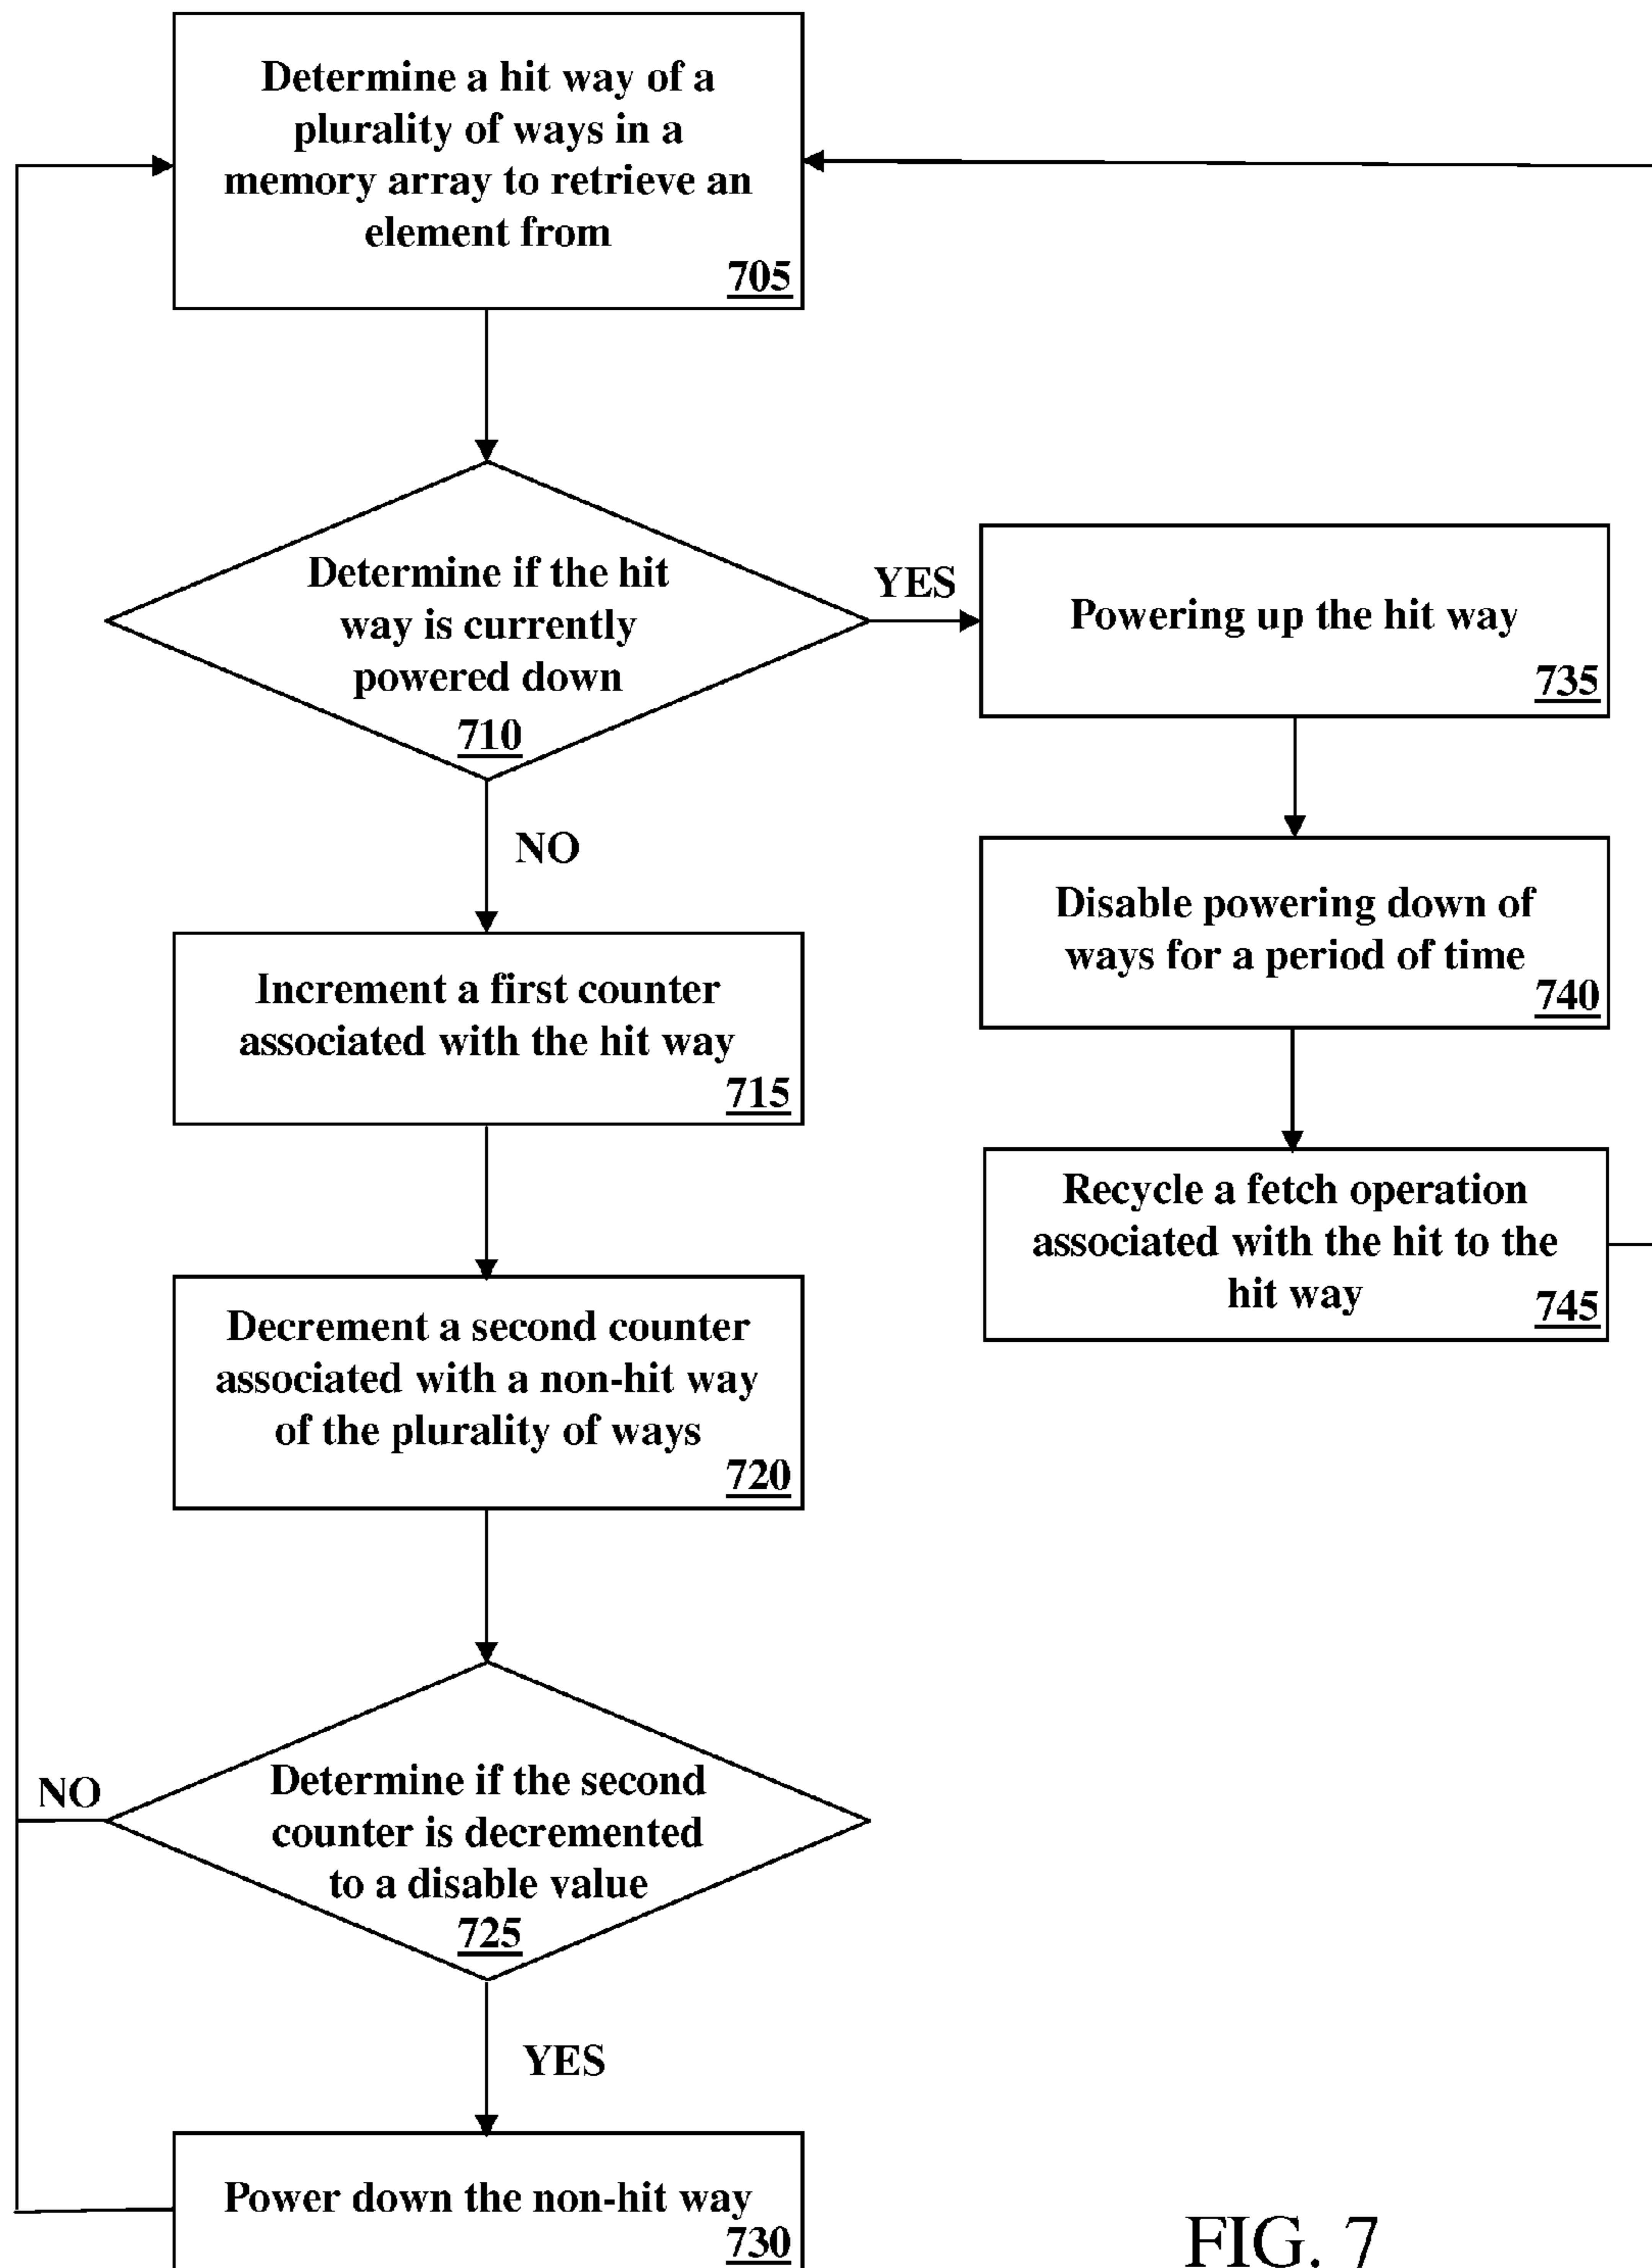 Determine a hit way of a
plurality of ways in a
memory array to retrieve an
element from
705
Determine if the hit
way is currently
powered down
710
YES
Powering up the hit way
735
NO
Disable powering down of
ways for a period of time
740
Increment a first counter
associated with the hit way
715
Recycle a fetch operation
associated with the hit to the
hit way
745
Decrement a second counter
associated with a non-hit way
of the plurality of ways
720
NO
Determine if the second
counter is decremented
to a disable value
725
YES
Power down the non-hit way
730
FIG. 7